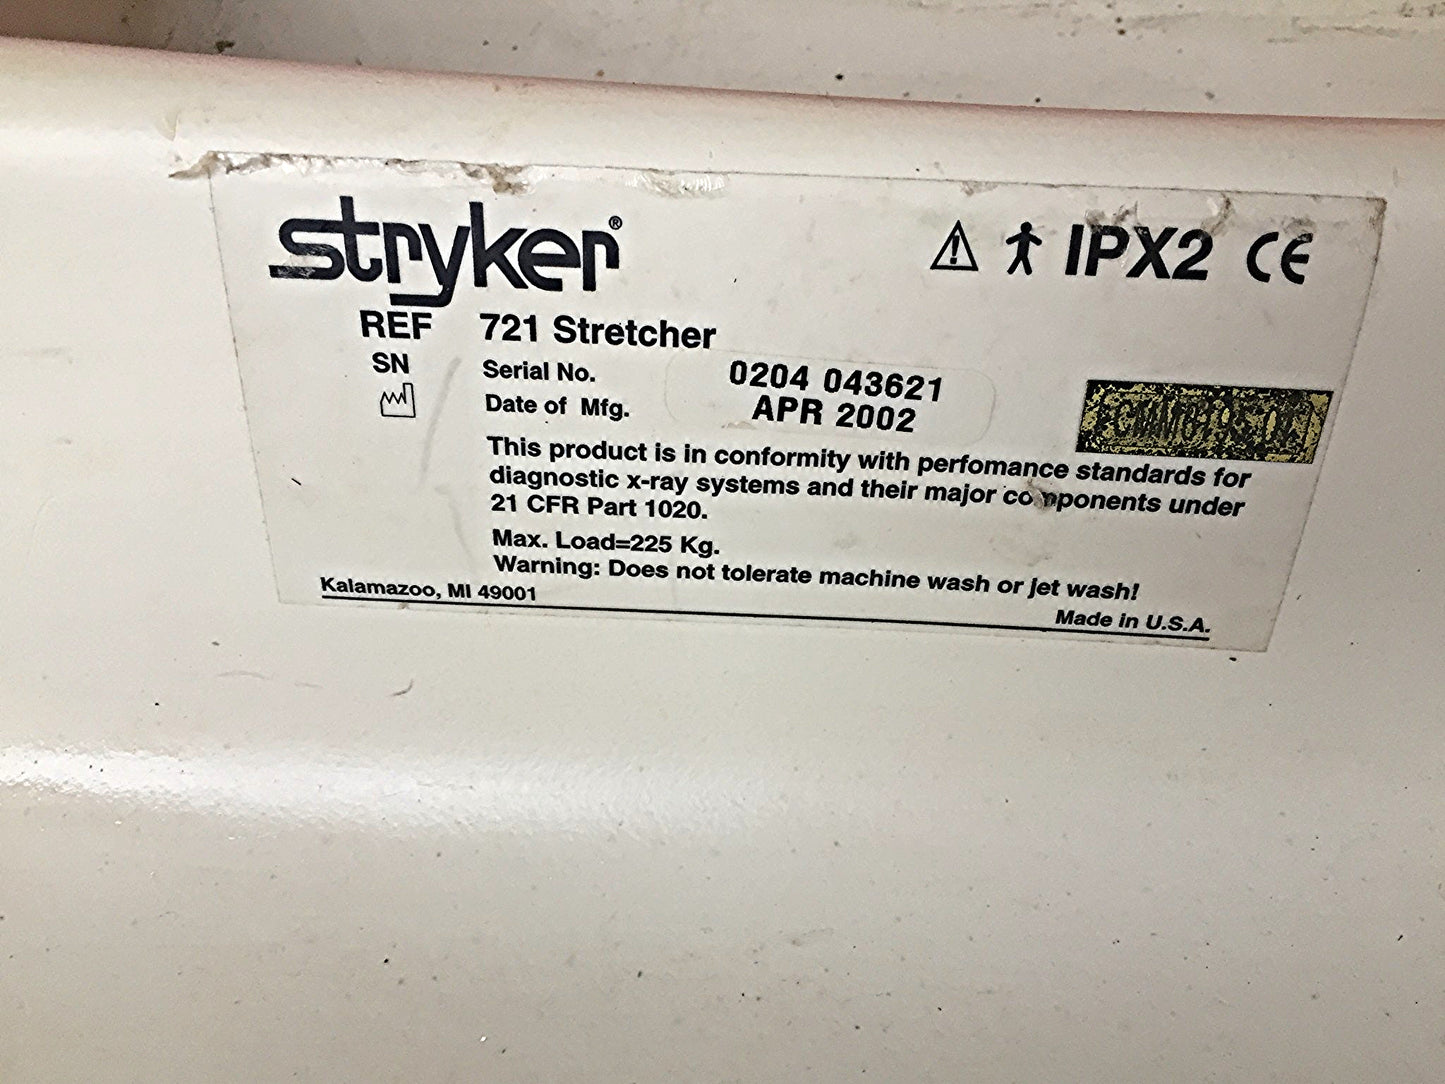 stryker®
IPX2 CE
REF 721 Stretcher
SN Serial No. 0204 043621
Date of Mfg. APR 2002
This product is in conformity with perfomance standards for
diagnostic x-ray systems and their major components under
21 CFR Part 1020.
Max. Load=225 Kg.
Warning: Does not tolerate machine wash or jet wash!
Kalamazoo, MI 49001
Made in U.S.A.